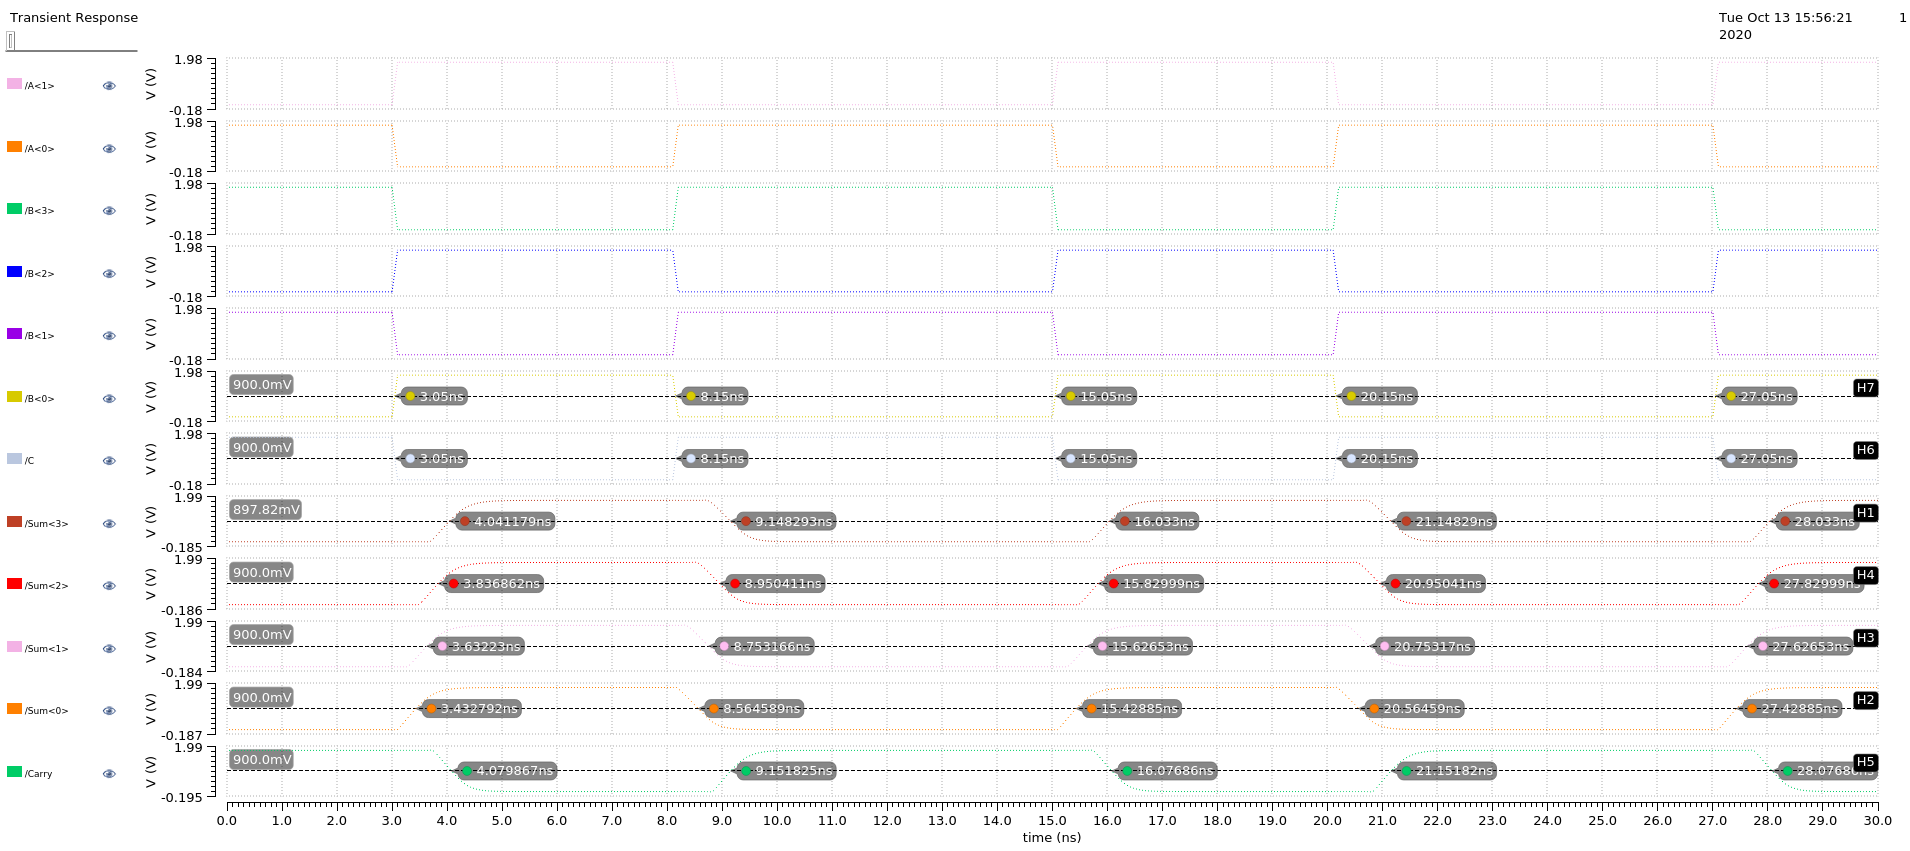 Transient Response
Tue Oct 13 15:56:21 2020
1
/A<1>
V (V)
1.98
-0.18
/A<0>
V (V)
1.98
-0.18
/B<3>
V (V)
1.98
-0.18
/B<2>
V (V)
1.98
-0.18
/B<1>
V (V)
1.98
-0.18
/B<0>
V (V)
1.98
-0.18
900.0mV
3.05ns 8.15ns 15.05ns 20.15ns 27.05ns
H7
/C
V (V)
1.98
-0.18
900.0mV
3.05ns 8.15ns 15.05ns 20.15ns 27.05ns
H6
/Sum<3>
V (V)
1.99
-0.185
897.82mV
4.041179ns 9.148293ns 16.033ns 21.14829ns 28.033ns
H1
/Sum<2>
V (V)
1.99
-0.186
900.0mV
3.836862ns 8.950411ns 15.82999ns 20.95041ns 27.82999ns
H4
/Sum<1>
V (V)
1.99
-0.184
900.0mV
3.63223ns 8.753166ns 15.62653ns 20.75317ns 27.62653ns
H3
/Sum<0>
V (V)
1.99
-0.187
900.0mV
3.432792ns 8.564589ns 15.42885ns 20.56459ns 27.42885ns
H2
/Carry
V (V)
1.99
-0.195
900.0mV
4.079867ns 9.151825ns 16.07686ns 21.15182ns
H5
0.0 1.0 2.0 3.0 4.0 5.0 6.0 7.0 8.0 9.0 10.0 11.0 12.0 13.0 14.0 15.0 16.0 17.0 18.0 19.0 20.0 21.0 22.0 23.0 24.0 25.0 26.0 27.0 28.0 29.0 30.0
time (ns)